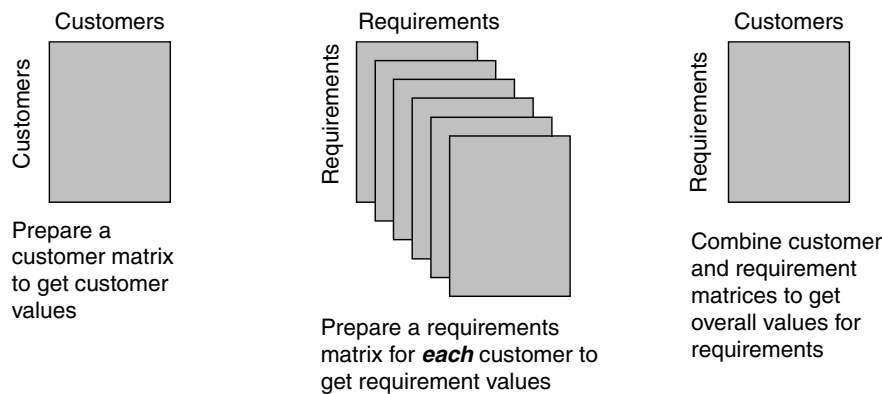 Customers
Customers
Prepare a
customer matrix
to get customer
values
Requirements
Requirements
Prepare a requirements
matrix for each customer to
get requirement values
Customers
Requirements
Combine customer
and requirement
matrices to get
overall values for
requirements